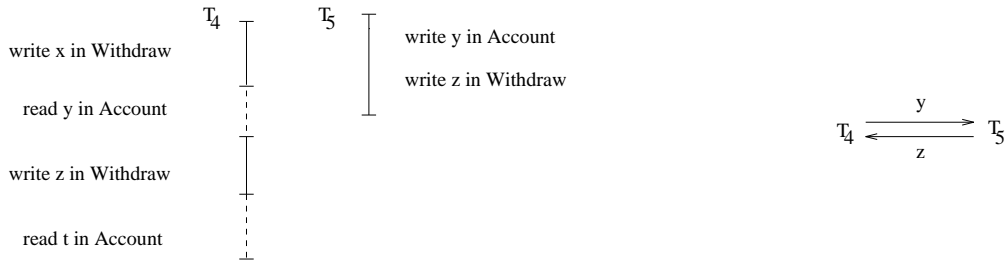 T4
write x in Withdraw
read y in Account
write z in Withdraw
read t in Account
T5
write y in Account
write z in Withdraw
y
T4 T5
z